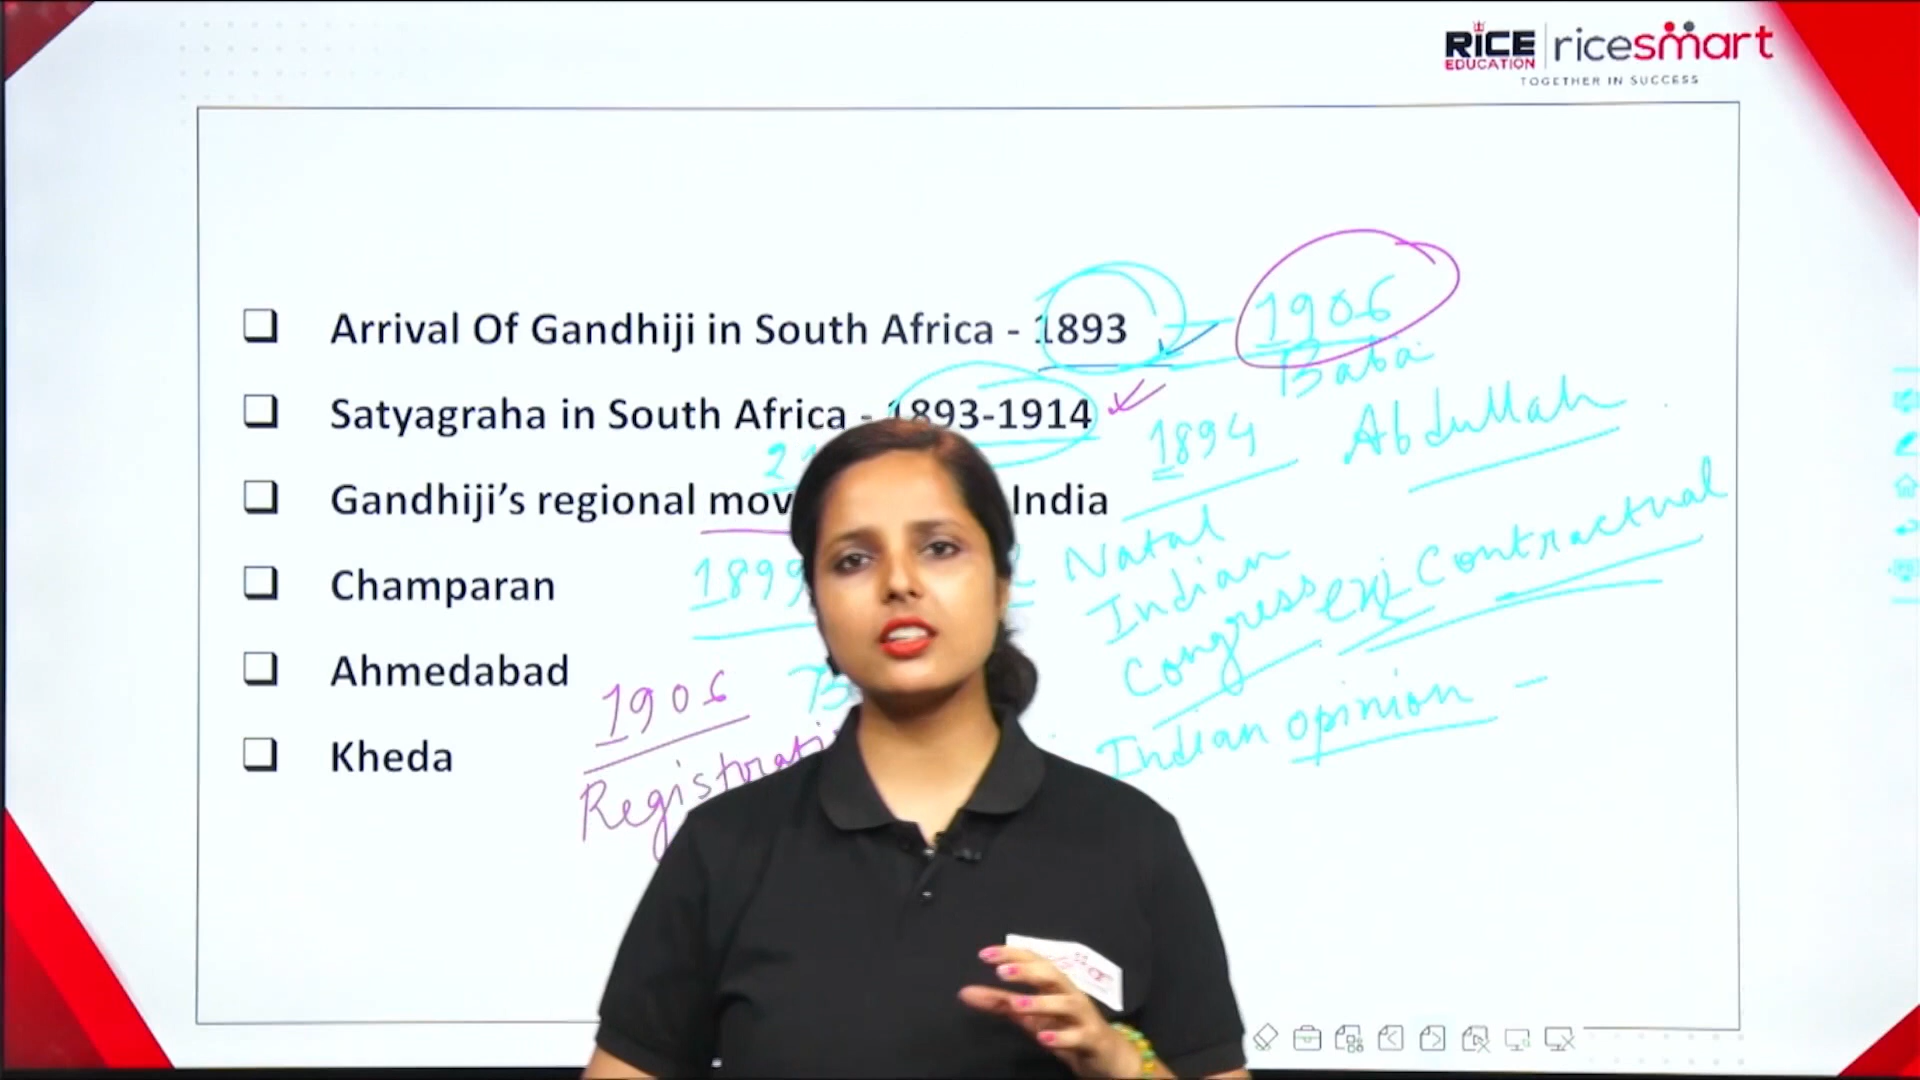 RICE EDUCATION ricesmart
TOGETHER IN SUCCESS
Arrival Of Gandhiji in South Africa - 1893
1906
Baba
Abdullah
Satyagraha in South Africa - 1893-1914
1894
Gandhiji's regional mov India
Natal
Indian
Congress
Contractual
Champaran
1899
Ahmedabad
1906
Indian opinion -
Kheda